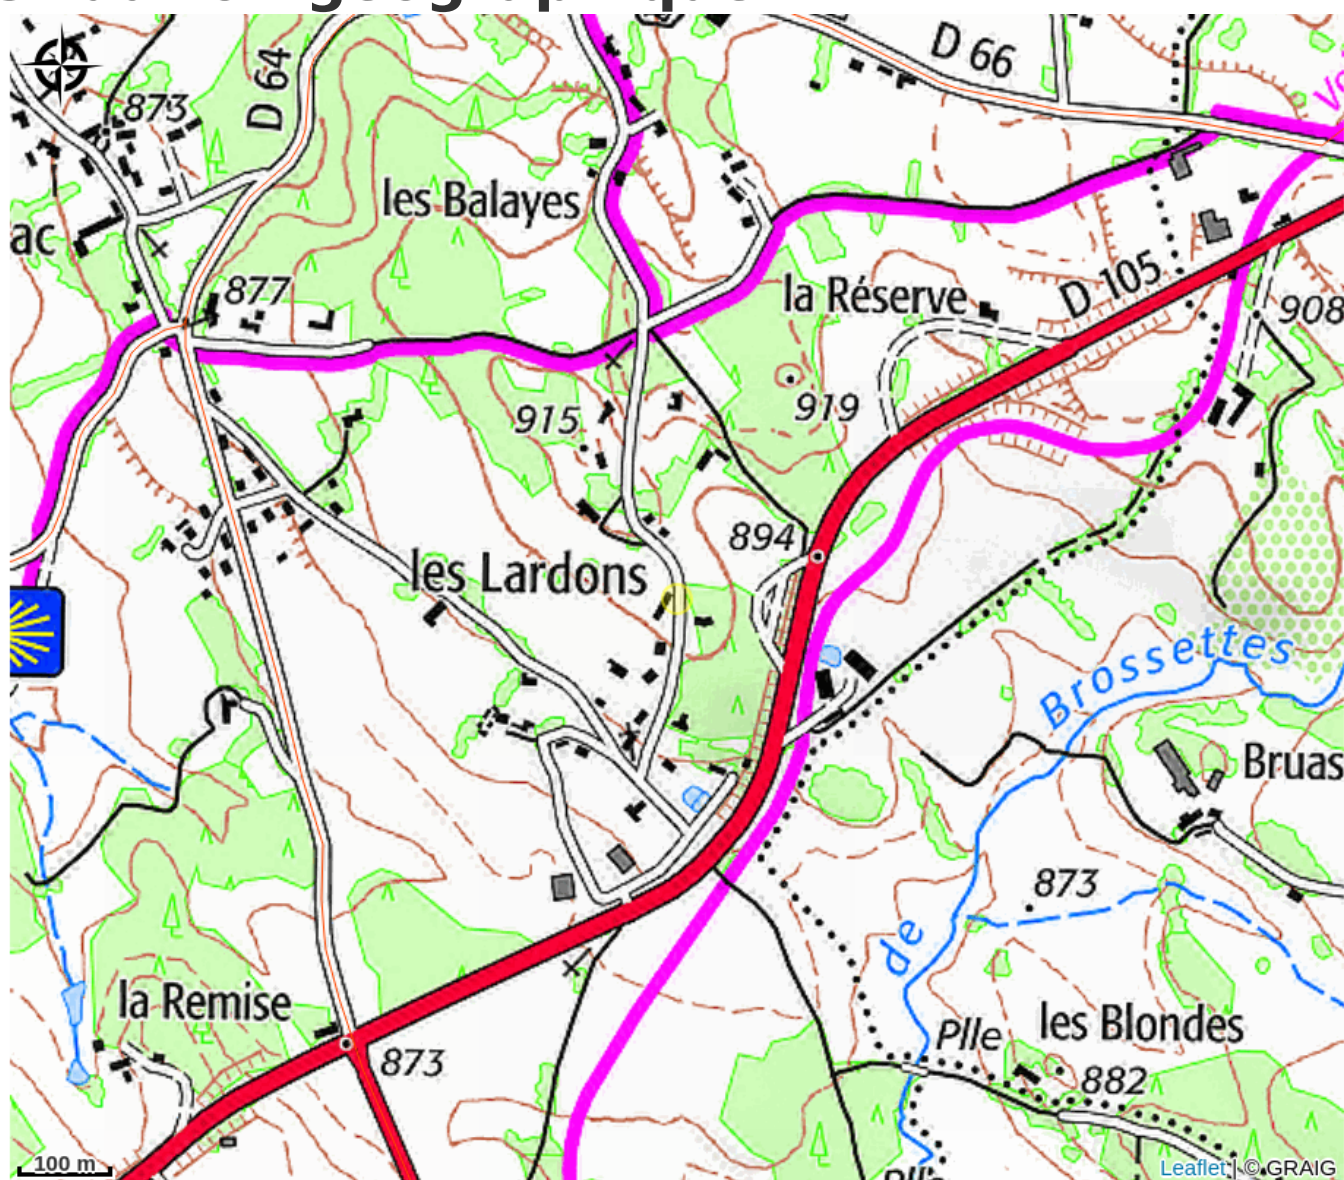 D 66
D 64
873
les Balayes
ac
877
la Réserve
D 105
908
915
919
894
les Lardons
Brossettes
Bruas
873
de
la Remise
les Blondes
Plle
873
882
100 m
Leaflet | © GRAIG